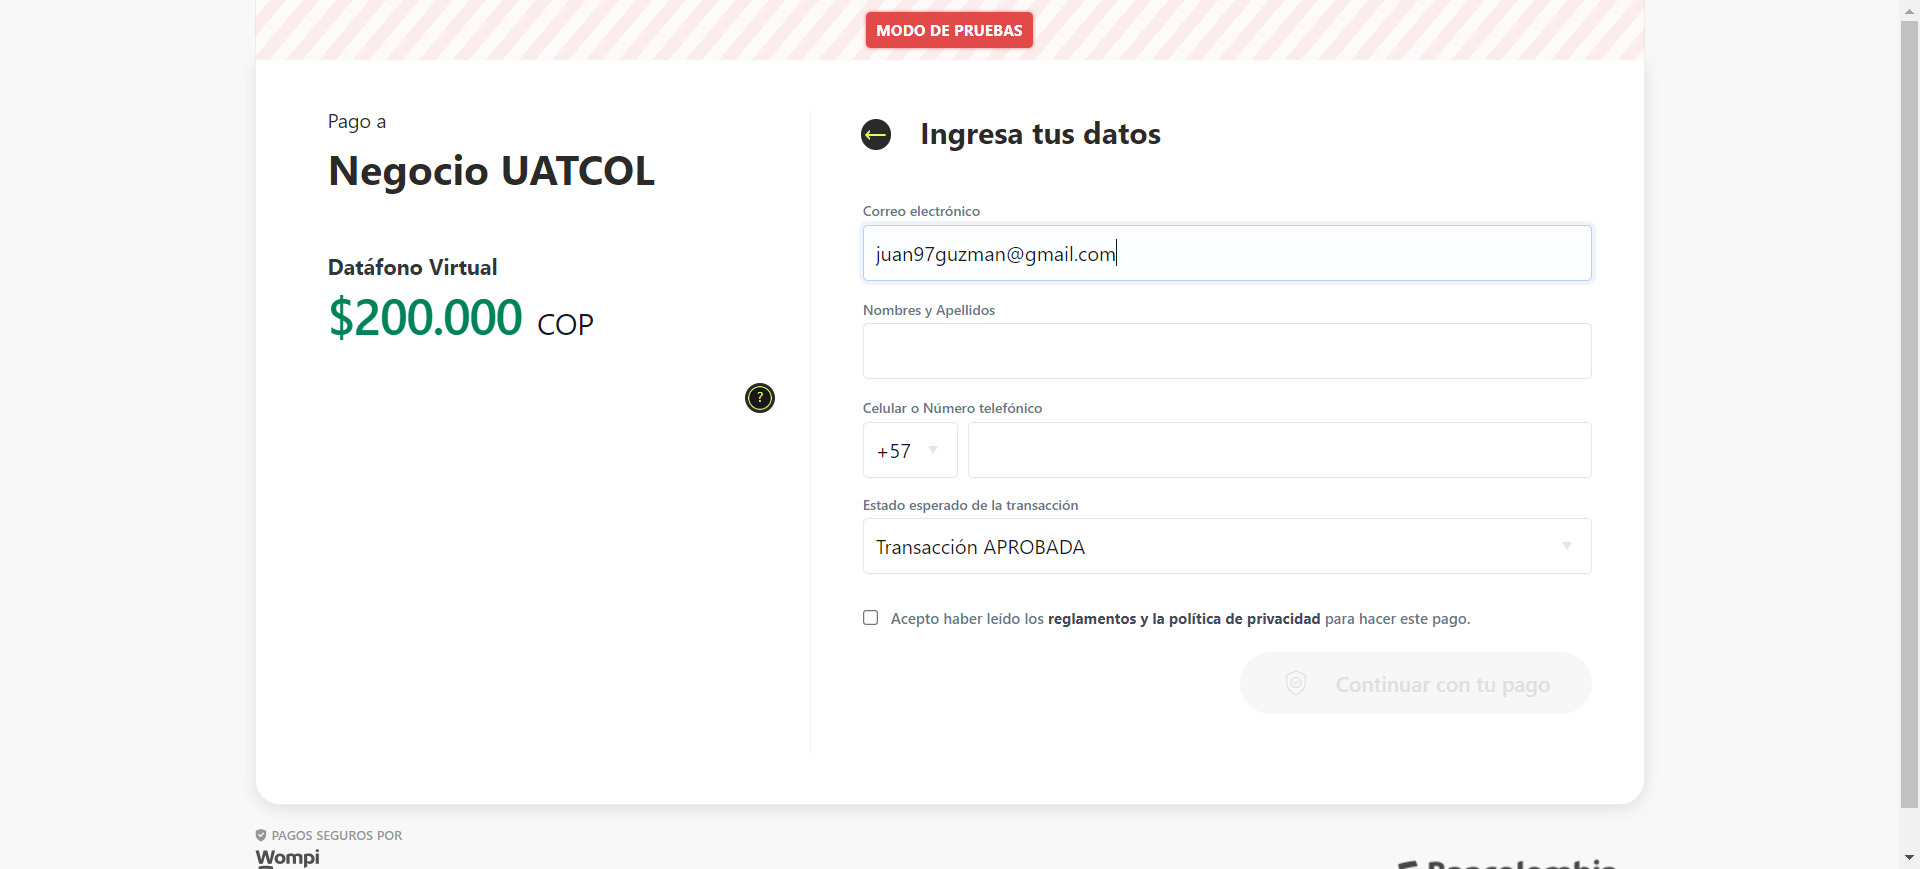 MODO DE PRUEBAS
Pago a
Negocio UATCOL
Datáfono Virtual
$200.000 COP
?
Ingresa tus datos
Correo electrónico
juan97guzman@gmail.com
Nombres y Apellidos
Celular o Número telefónico
+57
Estado esperado de la transacción
Transacción APROBADA
Acepto haber leído los reglamentos y la política de privacidad para hacer este pago.
Continuar con tu pago
PAGOS SEGUROS POR
Wompi
Bancolombia